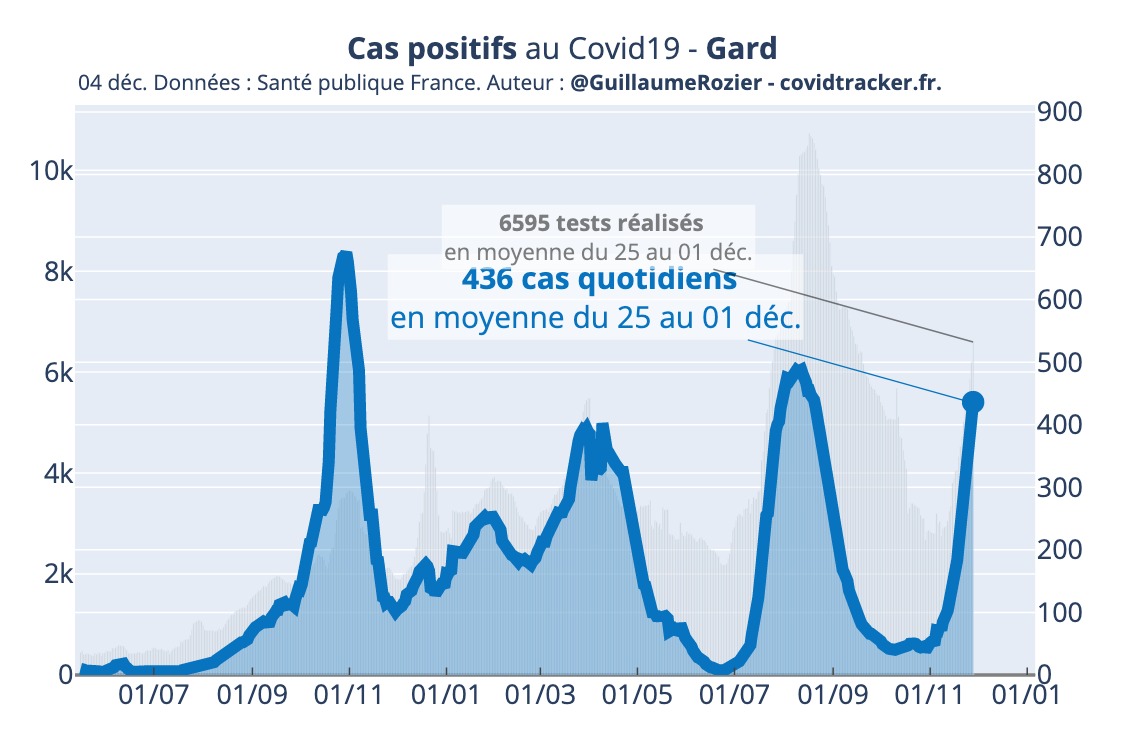 Cas positifs au Covid19 - Gard
04 déc. Données : Santé publique France. Auteur : @GuillaumeRozier - covidtracker.fr.
900
10k
800
6595 tests réalisés
700
en moyenne du 25 au 01 déc.
8k
436 cas quotidiens
600
en moyenne du 25 au 01 déc.
6k
500
400
4k
300
2k
200
100
0
0
01/07 01/09 01/11 01/01 01/03 01/05 01/07 01/09 01/11 01/01